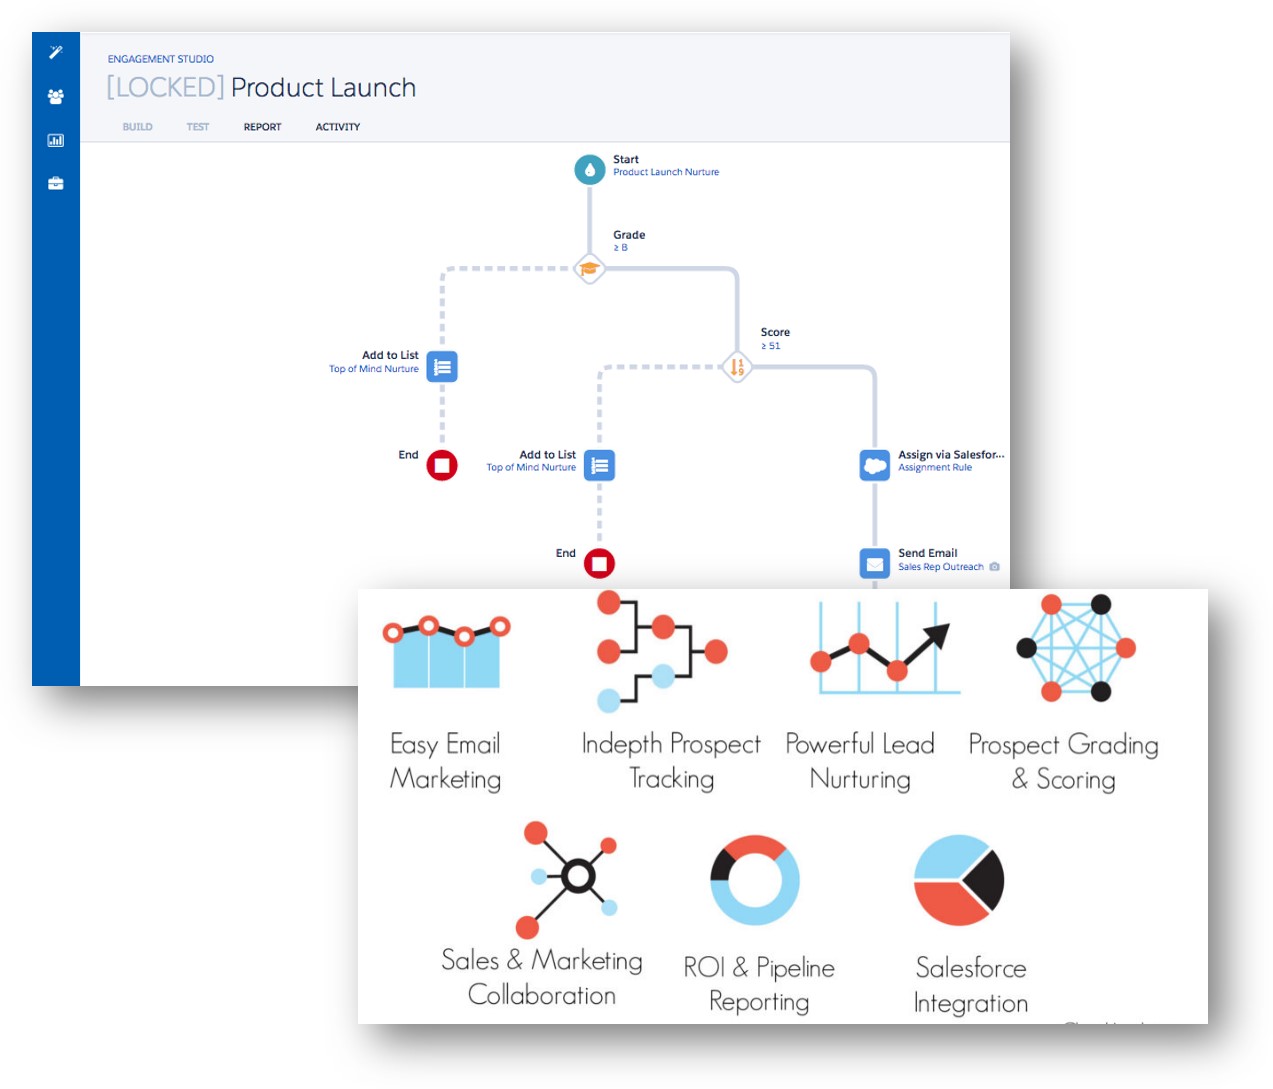 ENGAGEMENT STUDIO
[LOCKED] Product Launch
BUILD TEST REPORT ACTIVITY
Start
Product Launch Nurture
Grade
≥ B
Score
≥ 51
Add to List
Top of Mind Nurture
End
Add to List
Top of Mind Nurture
Assign via Salesfor...
Assignment Rule
End
Send Email
Sales Rep Outreach
Easy Email
Marketing
Indepth Prospect
Tracking
Powerful Lead
Nurturing
Prospect Grading
& Scoring
Sales & Marketing
Collaboration
ROI & Pipeline
Reporting
Salesforce
Integration